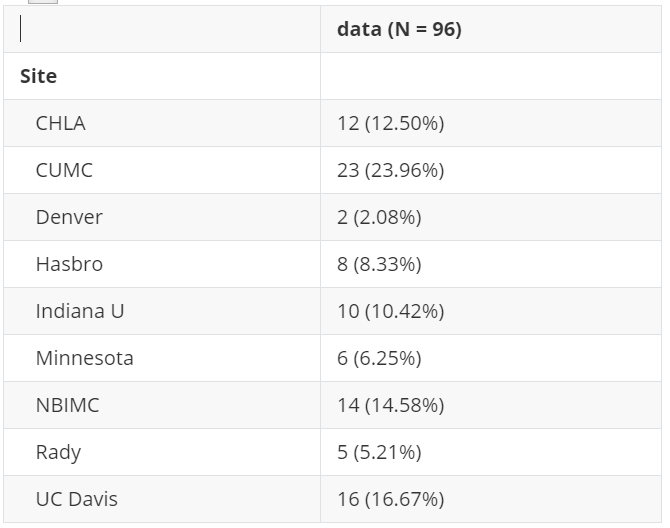 data (N = 96)
Site
CHLA 12 (12.50%)
CUMC 23 (23.96%)
Denver 2 (2.08%)
Hasbro 8 (8.33%)
Indiana U 10 (10.42%)
Minnesota 6 (6.25%)
NBIMC 14 (14.58%)
Rady 5 (5.21%)
UC Davis 16 (16.67%)